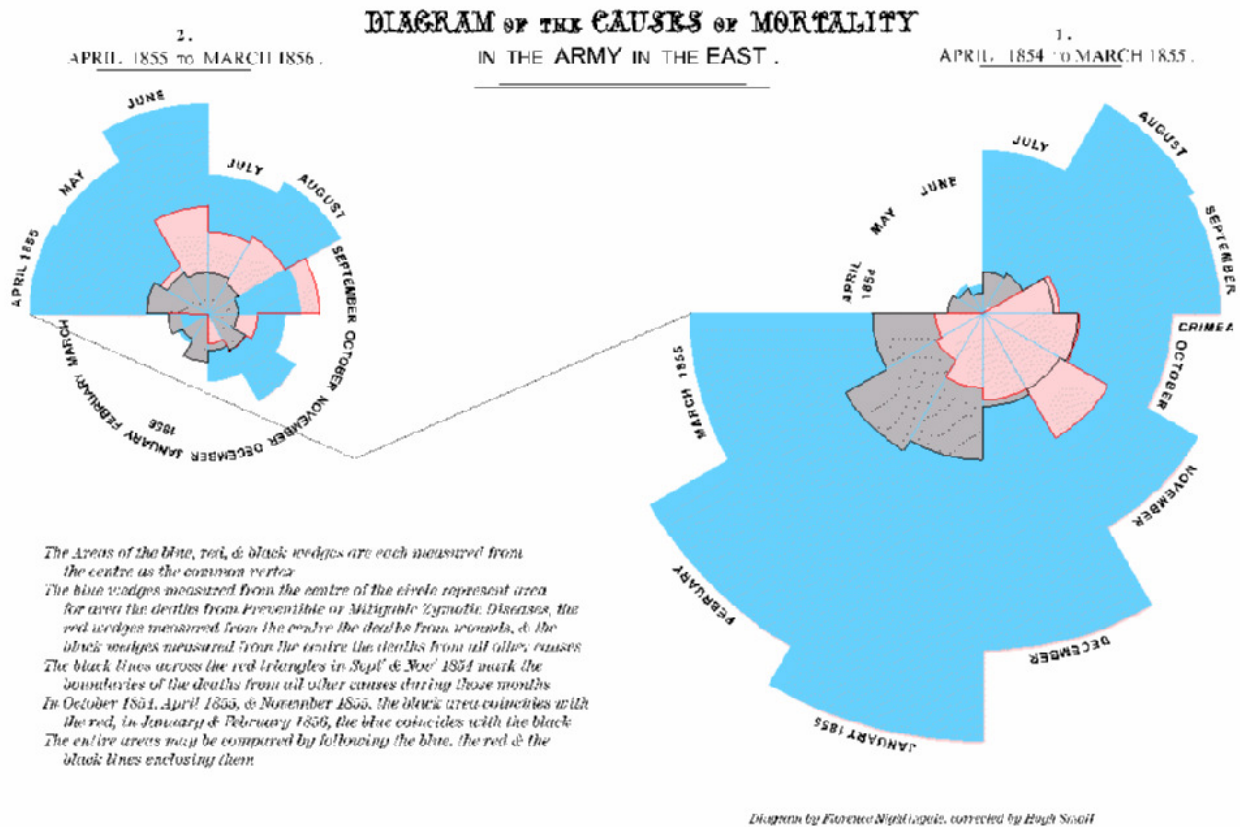 DIAGRAM OF THE CAUSES OF MORTALITY
IN THE ARMY IN THE EAST.
2.
APRIL 1855 TO MARCH 1856.
1.
APRIL 1854 TO MARCH 1855.
JUNE
JULY
AUGUST
MAY
APRIL 1855
SEPTEMBER
OCTOBER
NOVEMBER
DECEMBER
JANUARY
1856
FEBRUARY
MARCH
JULY
AUGUST
JUNE
MAY
APRIL
1854
SEPTEMBER
CRIMEA
OCTOBER
NOVEMBER
DECEMBER
JANUARY 1855
FEBRUARY
MARCH 1855
The Areas of the blue, red, & black wedges are each measured from
the centre as the common vertex
The blue wedges measured from the centre of the circle represent area
for area the deaths from Preventible or Mitigable Zymotic Diseases, the
red wedges measured from the centre the deaths from wounds, & the
black wedges measured from the centre the deaths from all other causes
The black lines across the red triangles in Sept' & Nov' 1854 mark the
boundaries of the deaths from all other causes during those months
In October 1854, April 1855, & November 1855, the black area coincides with
the red, in January & February 1856, the blue coincides with the black
The entire areas may be compared by following the blue, the red & the
black lines enclosing them
Diagram by Florence Nightingale, corrected by Hugh Small